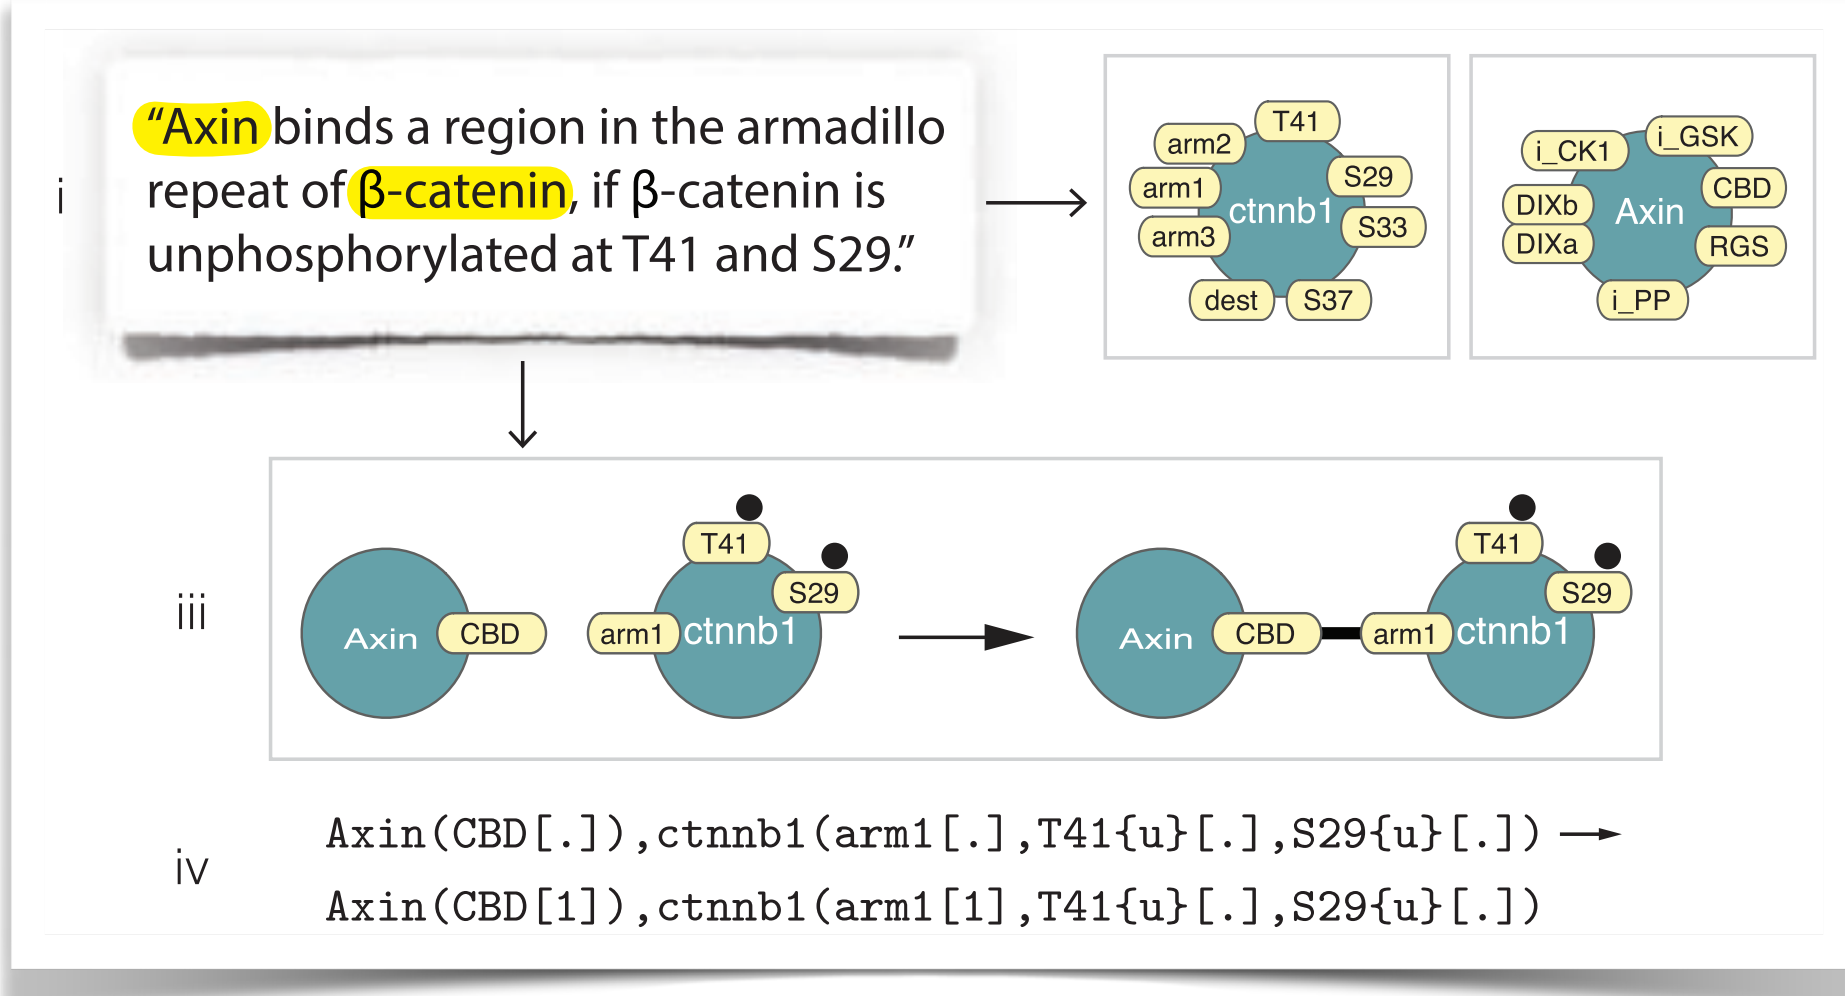 i
“Axin binds a region in the armadillo
repeat of β-catenin, if β-catenin is
unphosphorylated at T41 and S29.”
T41
arm2
S29
arm1
ctnnb1
S33
arm3
dest
S37
i_GSK
i_CK1
CBD
DIXb
Axin
DIXa
RGS
i_PP
iii
Axin
CBD
T41
S29
arm1
ctnnb1
Axin
CBD
arm1
T41
S29
ctnnb1
iv
Axin(CBD[.]),ctnnb1(arm1[.],T41{u}[.],S29{u}[.])
Axin(CBD[1]),ctnnb1(arm1[1],T41{u}[.],S29{u}[.])